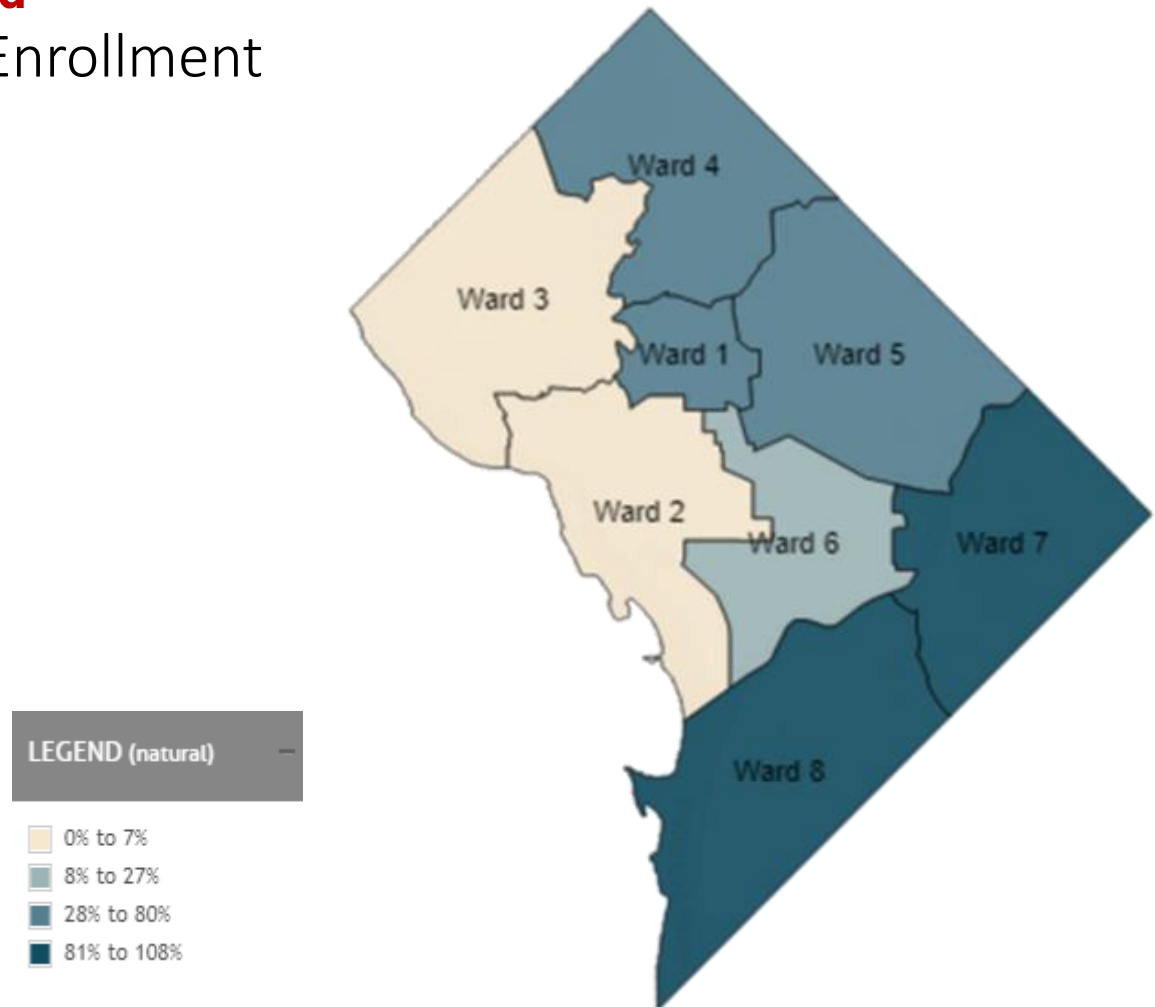 Enrollment
Ward 4
Ward 3
Ward 1
Ward 5
Ward 2
Ward 6
Ward 7
Ward 8
LEGEND (natural)
0% to 7%
8% to 27%
28% to 80%
81% to 108%